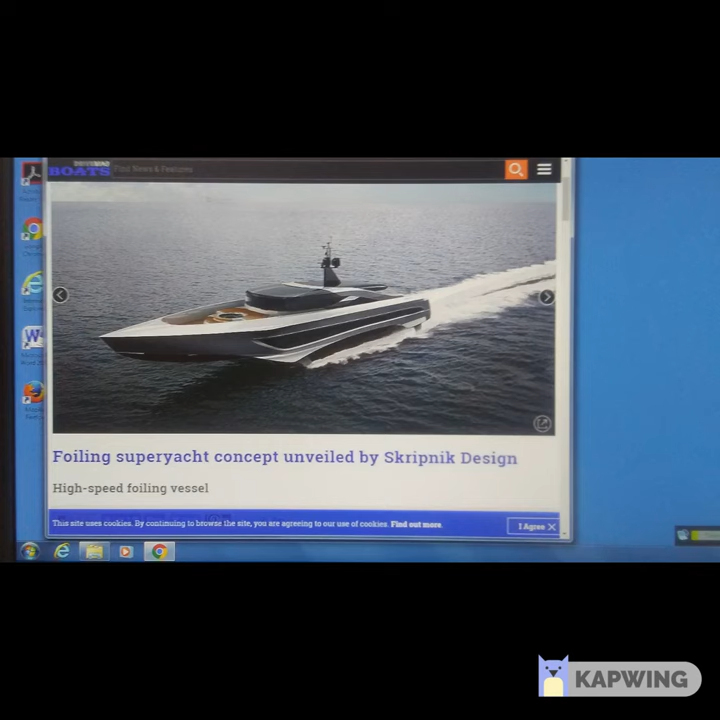 BOATS
Find News & Features
Foiling superyacht concept unveiled by Skripnik Design
High-speed foiling vessel
This site uses cookies. By continuing to browse the site, you are agreeing to our use of cookies. Find out more.
I Agree
KAPWING